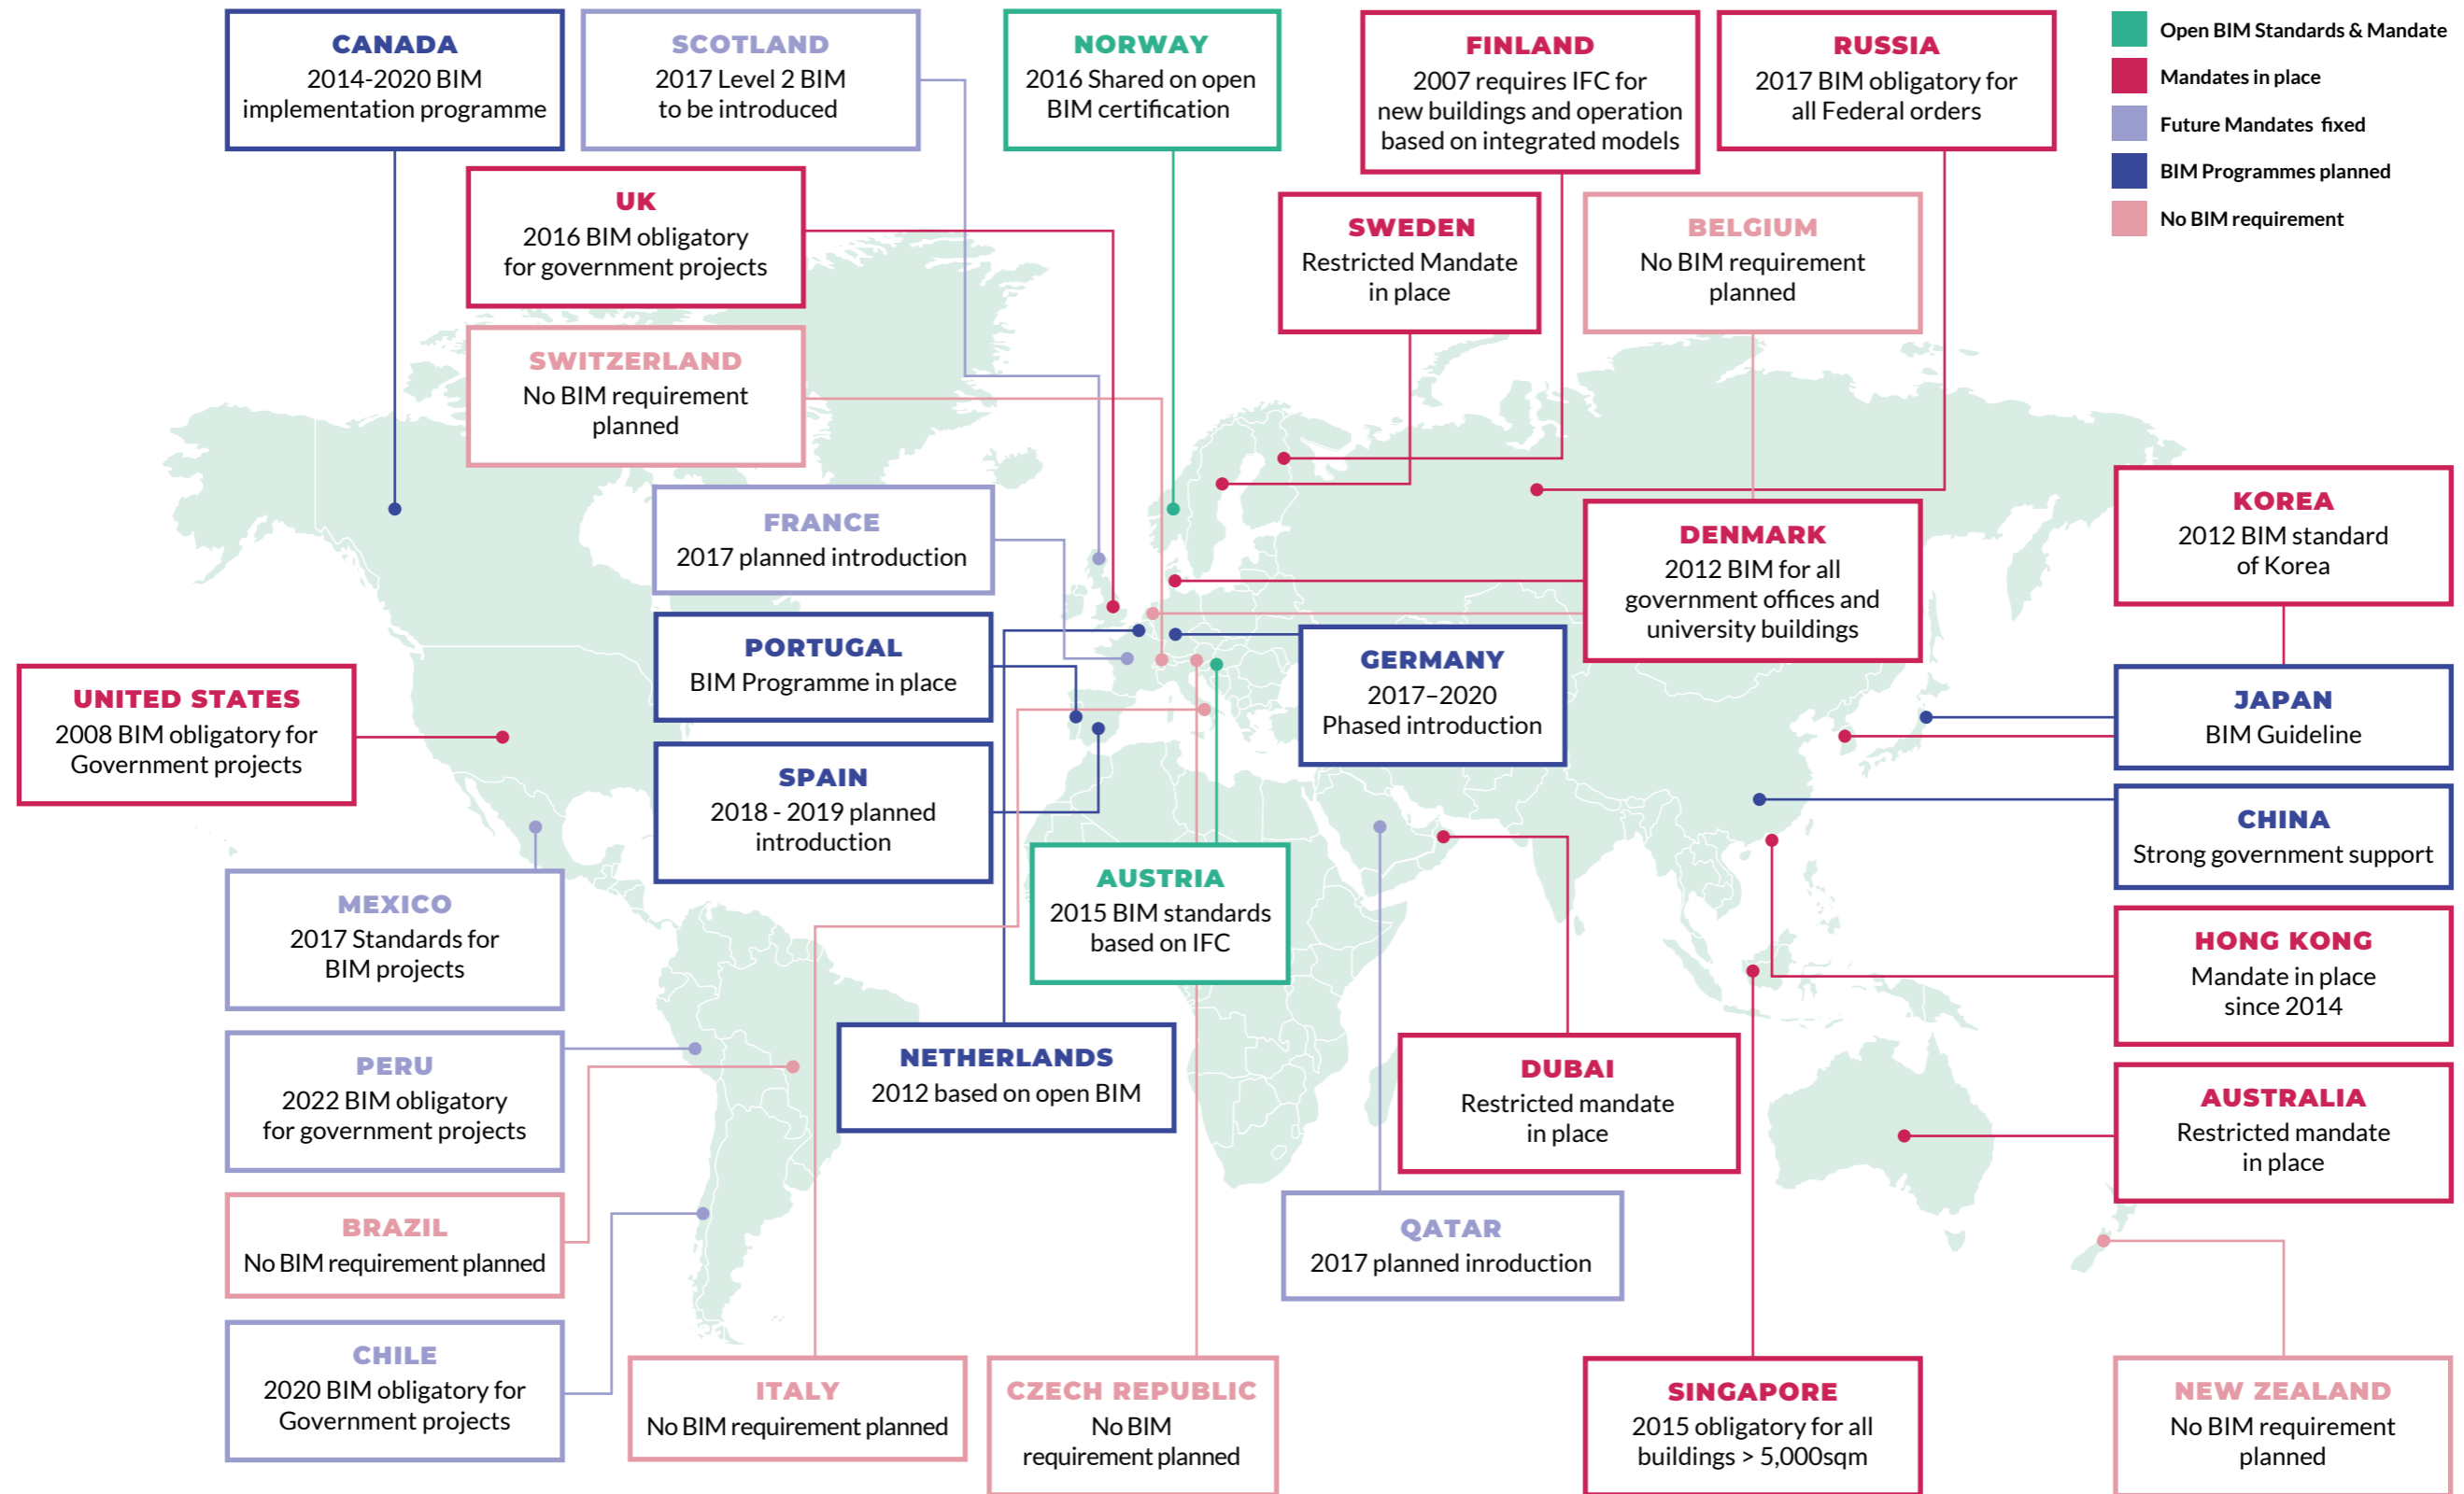 CANADA
2014-2020 BIM
implementation programme
SCOTLAND
2017 Level 2 BIM
to be introduced
NORWAY
2016 Shared on open
BIM certification
FINLAND
2007 requires IFC for
new buildings and operation
based on integrated models
RUSSIA
2017 BIM obligatory for
all Federal orders
Open BIM Standards & Mandate
Mandates in place
Future Mandates fixed
BIM Programmes planned
No BIM requirement
UK
2016 BIM obligatory
for government projects
SWEDEN
Restricted Mandate
in place
BELGIUM
No BIM requirement
planned
SWITZERLAND
No BIM requirement
planned
FRANCE
2017 planned introduction
DENMARK
2012 BIM for all
government offices and
university buildings
KOREA
2012 BIM standard
of Korea
PORTUGAL
BIM Programme in place
GERMANY
2017–2020
Phased introduction
UNITED STATES
2008 BIM obligatory for
Government projects
JAPAN
BIM Guideline
SPAIN
2018 - 2019 planned
introduction
CHINA
Strong government support
MEXICO
2017 Standards for
BIM projects
AUSTRIA
2015 BIM standards
based on IFC
HONG KONG
Mandate in place
since 2014
PERU
2022 BIM obligatory
for government projects
NETHERLANDS
2012 based on open BIM
DUBAI
Restricted mandate
in place
AUSTRALIA
Restricted mandate
in place
BRAZIL
No BIM requirement planned
QATAR
2017 planned inroduction
CHILE
2020 BIM obligatory for
Government projects
ITALY
No BIM requirement planned
CZECH REPUBLIC
No BIM
requirement planned
SINGAPORE
2015 obligatory for all
buildings > 5,000sqm
NEW ZEALAND
No BIM requirement
planned